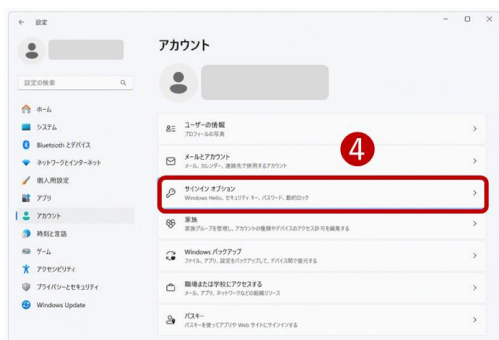 設定
アカウント
設定の検索
ホーム
システム
Bluetooth とデバイス
ネットワークとインターネット
個人用設定
アプリ
アカウント
時刻と言語
ゲーム
アクセシビリティ
プライバシーとセキュリティ
Windows Update
ユーザーの情報
プロフィールの写真
4
メールとアカウント
メール、カレンダー、連絡先で使用するアカウント
サインイン オプション
Windows Hello、セキュリティ キー、パスワード、動的ロック
家族
家族グループを管理し、アカウントの種類やデバイスのアクセス許可を編集する
Windows バックアップ
ファイル、アプリ、設定をバックアップして、デバイス間で復元する
職場または学校にアクセスする
メール、アプリ、ネットワークなどの組織リソース
パスキー
パスキーを使ってアプリや Web サイトにサインインする